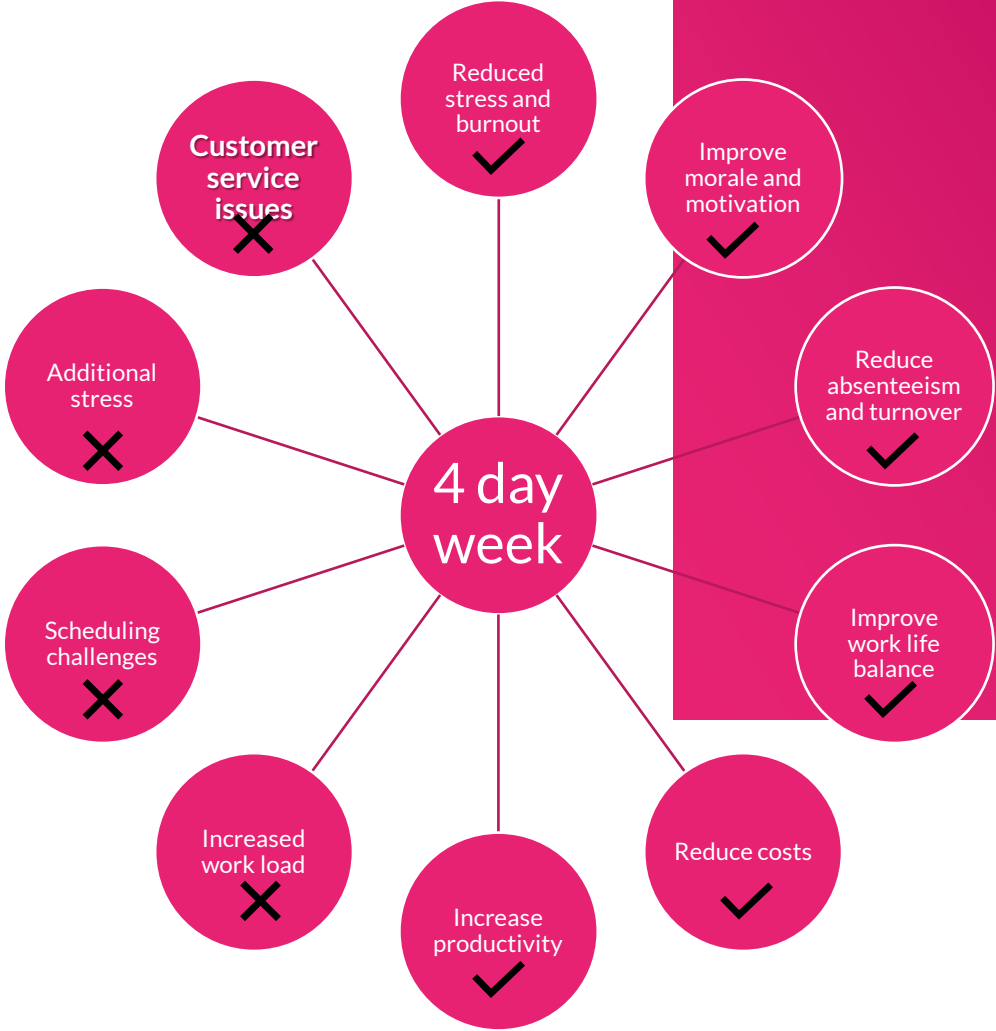 Reduced
stress and
burnout
Improve
morale and
motivation
Reduce
absenteeism
and turnover
Improve
work life
balance
Reduce costs
Increase
productivity
Increased
work load
Scheduling
challenges
Additional
stress
Customer
service
issues
4 day
week